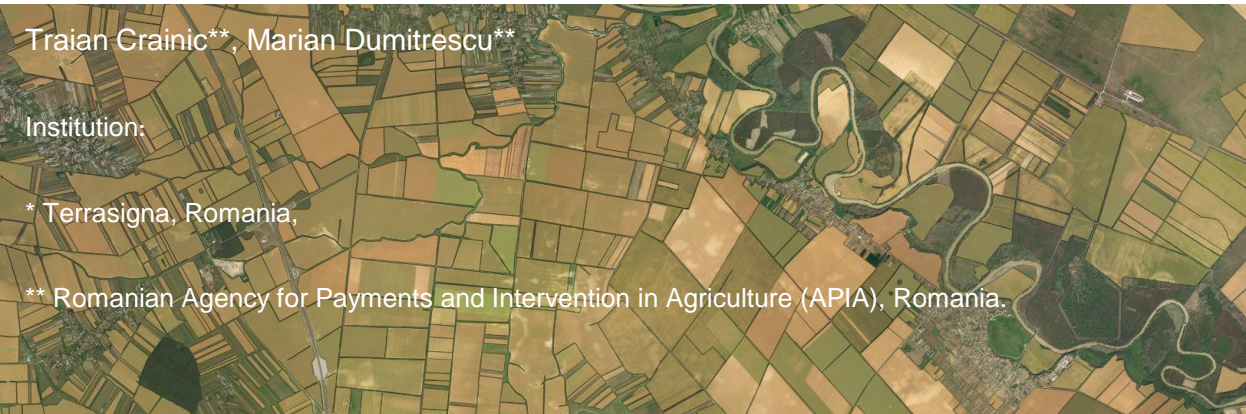 Traian Crainic**, Marian Dumitrescu**
Institution:
* Terrasigna, Romania,
** Romanian Agency for Payments and Intervention in Agriculture (APIA), Romania.